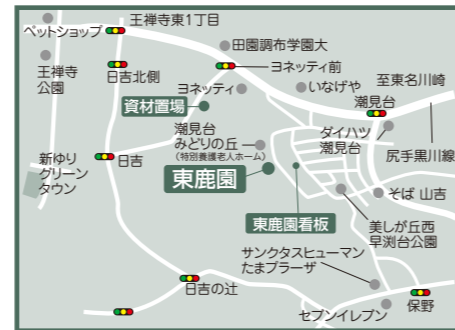 王禅寺東1丁目
ペットショップ
田園調布学園大
王禅寺
公園
日吉北側
ヨネッティ前
ヨネッティ
いなげや
至東名川崎
資材置場
潮見台
潮見台
みどりの丘
(特別養護老人ホーム)
ダイハツ
潮見台
尻手黒川線
新ゆり
グリーン
タウン
日吉
東鹿園
そば 山吉
東鹿園看板
美しが丘西
早渕台公園
サンクタスヒューマン
たまプラーザ
日吉の辻
保野
セブンイレブン